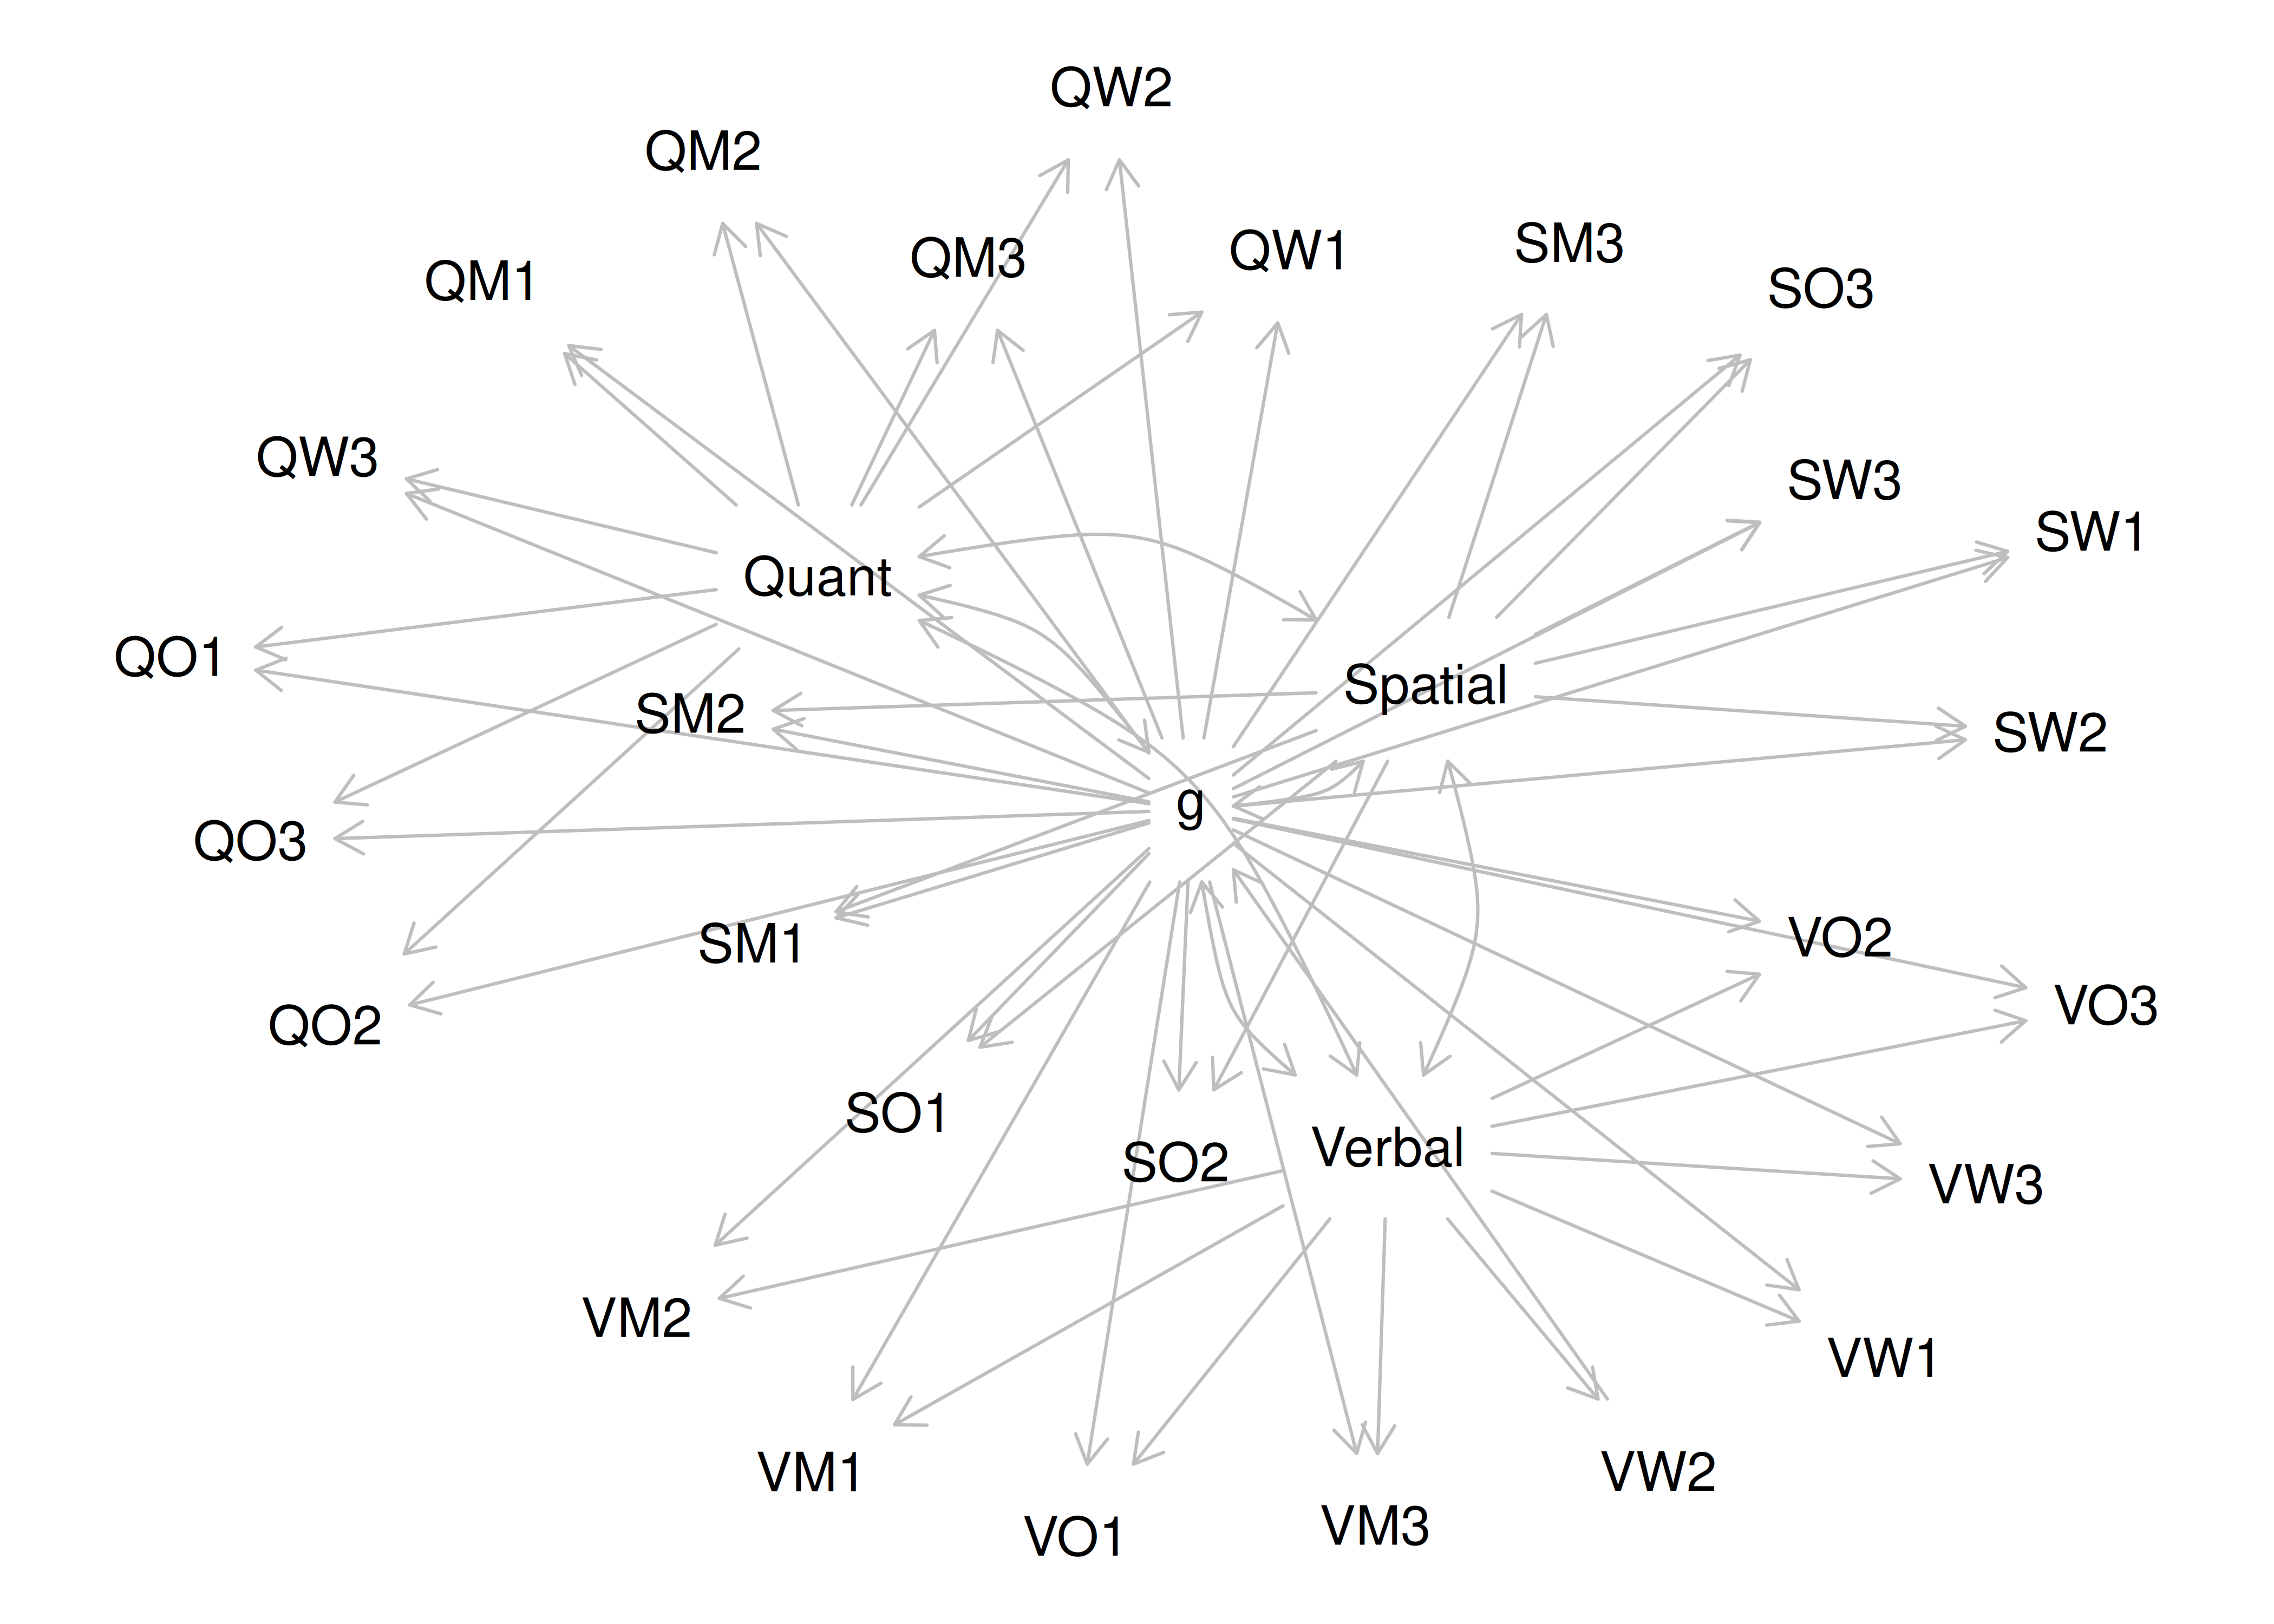 QW2
QM2
QM3
QW1
SM3
QM1
SO3
QW3
SW3
SW1
Quant
QO1
Spatial
SM2
SW2
g
QO3
SM1
VO2
VO3
QO2
SO1
SO2
Verbal
VW3
VM2
VW1
VM1
VW2
VO1
VM3